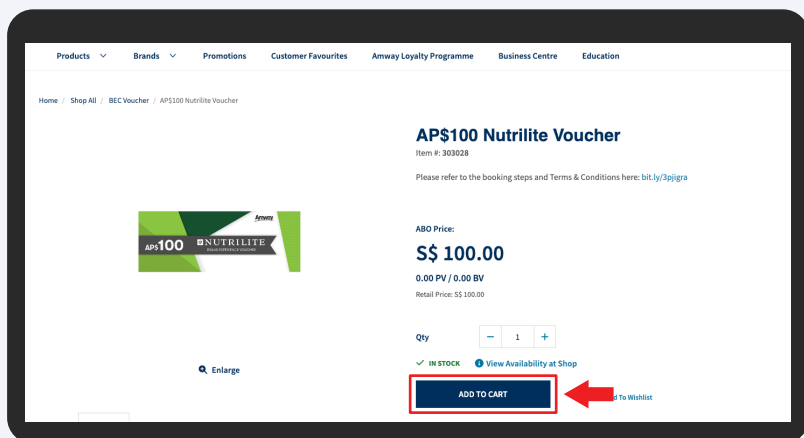 Products Brands Promotions Customer Favourites Amway Loyalty Programme Business Centre Education
Home / Shop All / BEC Voucher / AP$100 Nutrilite Voucher
AP$100 Nutrilite Voucher
Item #: 303028
Please refer to the booking steps and Terms & Conditions here: bit.ly/3pjigra
Amway
AP$100 NUTRILITE
ABO Price:
S$ 100.00
0.00 PV / 0.00 BV
Retail Price: S$ 100.00
Qty − 1 +
IN STOCK View Availability at Shop
Enlarge
ADD TO CART
d To Wishlist